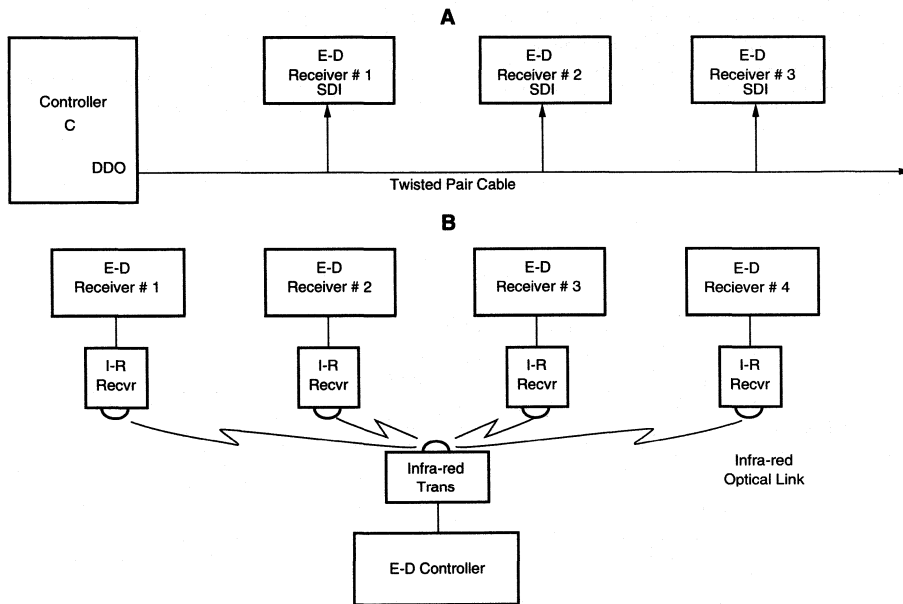 A
Controller
C
DDO
E-D
Receiver # 1
SDI
E-D
Receiver # 2
SDI
E-D
Receiver # 3
SDI
Twisted Pair Cable
B
E-D
Receiver # 1
E-D
Receiver # 2
E-D
Receiver # 3
E-D
Reciever # 4
I-R
Recvr
I-R
Recvr
I-R
Recvr
I-R
Recvr
Infra-red
Trans
Infra-red
Optical Link
E-D Controller